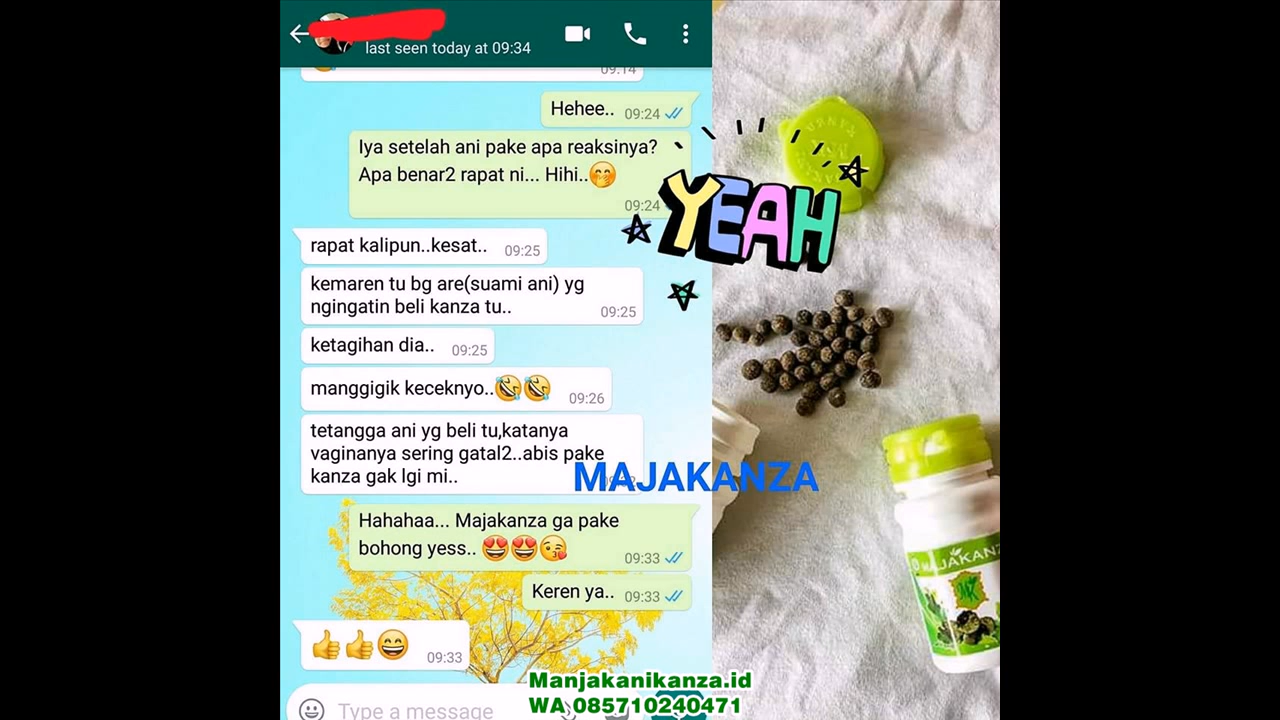 last seen today at 09:34
09:14
Hehee.. 09:24
Iya setelah ani pake apa reaksinya?
Apa benar2 rapat ni... Hihi..🤭
09:24
YEAH
rapat kalipun..kesat.. 09:25
kemaren tu bg are(suami ani) yg
ngingatin beli kanza tu.. 09:25
ketagihan dia.. 09:25
manggigik keceknyo..🤣🤣 09:26
tetangga ani yg beli tu,katanya
vaginanya sering gatal2..abis pake
kanza gak lgi mi..
MAJAKANZA
Hahahaa... Majakanza ga pake
bohong yess.. 😍😍😘 09:33
Keren ya.. 09:33
👍👍😄 09:33
MAJAKANZ
NK
Manjakanikanza.id
WA 085710240471
Type a message